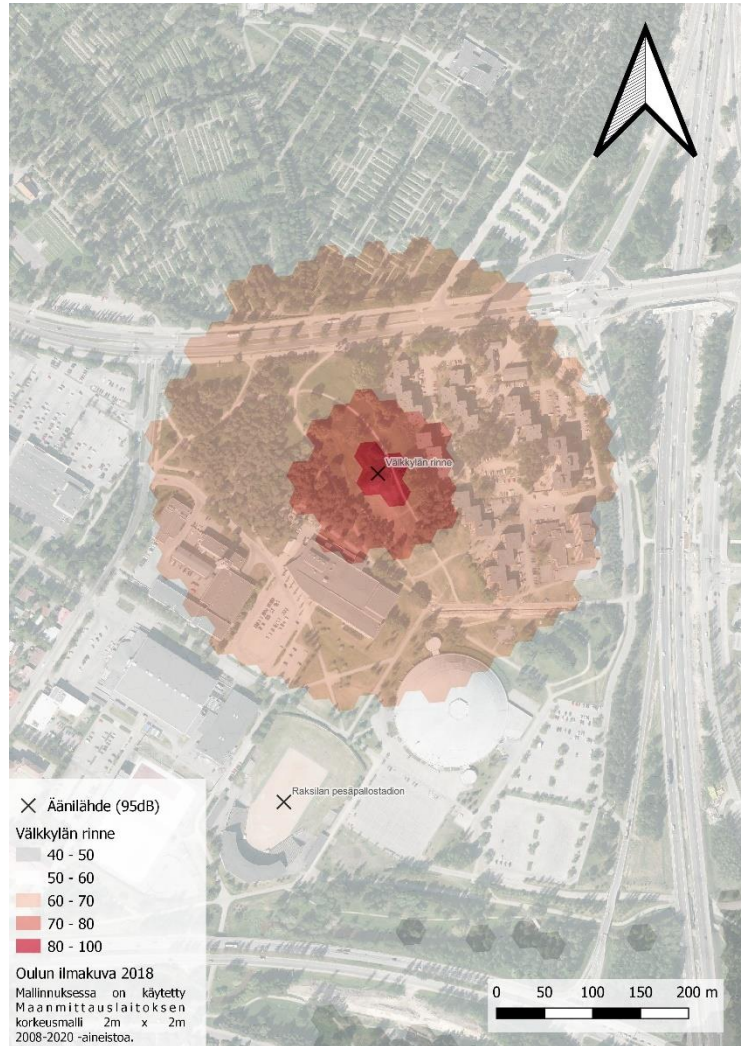 Välkkylän rinne
Raksilan pesäpallostadion
Äänilähde (95dB)
Välkkylän rinne
40 - 50
50 - 60
60 - 70
70 - 80
80 - 100
Oulun ilmakuva 2018
Mallinnuksessa on käytetty
Maanmittauslaitoksen
korkeusmalli 2m x 2m
2008-2020 -aineistoa.
0 50 100 150 200 m